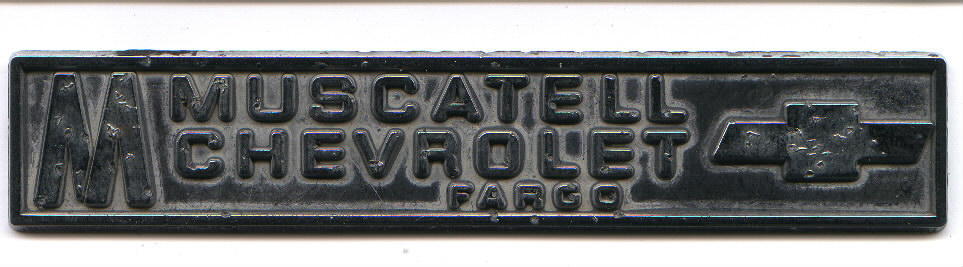 M
MUSCATELL
CHEVROLET
FARGO